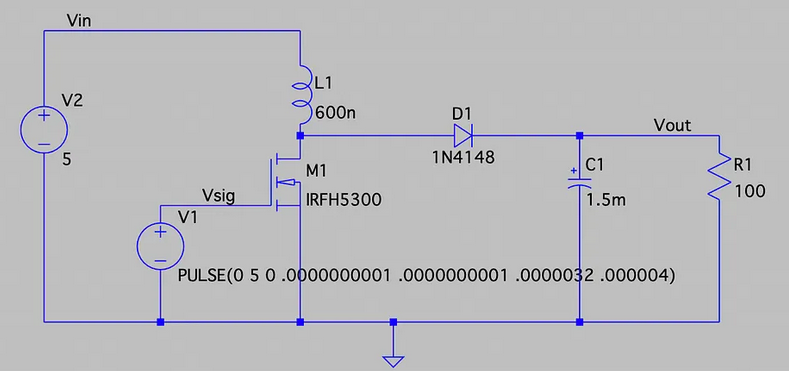 Vin
L1
600n
V2
5
D1
1N4148
Vout
M1
IRFH5300
C1
1.5m
R1
100
Vsig
V1
PULSE(0 5 0 .0000000001 .0000000001 .0000032 .000004)